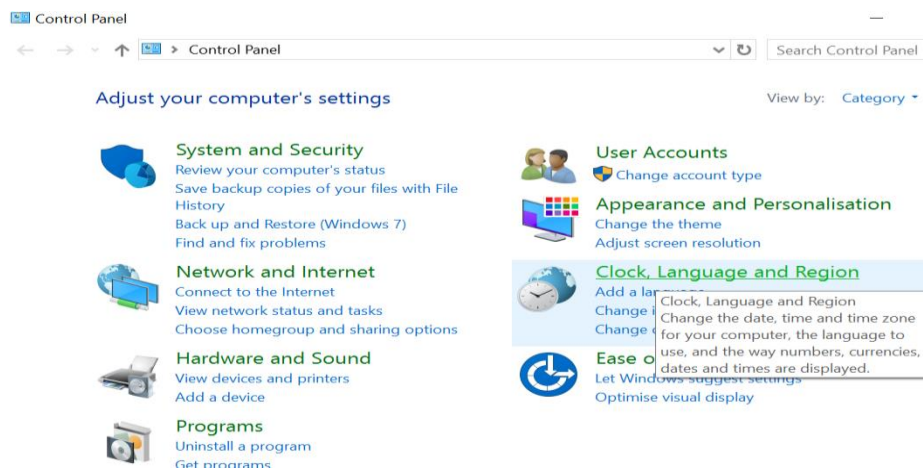 Control Panel
Control Panel
Search Control Panel
Adjust your computer's settings
View by: Category
System and Security
Review your computer's status
Save backup copies of your files with File
History
Back up and Restore (Windows 7)
Find and fix problems
Network and Internet
Connect to the Internet
View network status and tasks
Choose homegroup and sharing options
Hardware and Sound
View devices and printers
Add a device
Programs
Uninstall a program
Get programs
User Accounts
Change account type
Appearance and Personalisation
Change the theme
Adjust screen resolution
Clock, Language and Region
Add a
Change
Change
Clock, Language and Region
Change the date, time and time zone
for your computer, the language to
use, and the way numbers, currencies,
dates and times are displayed.
Ease
Let Windows suggest settings
Optimise visual display